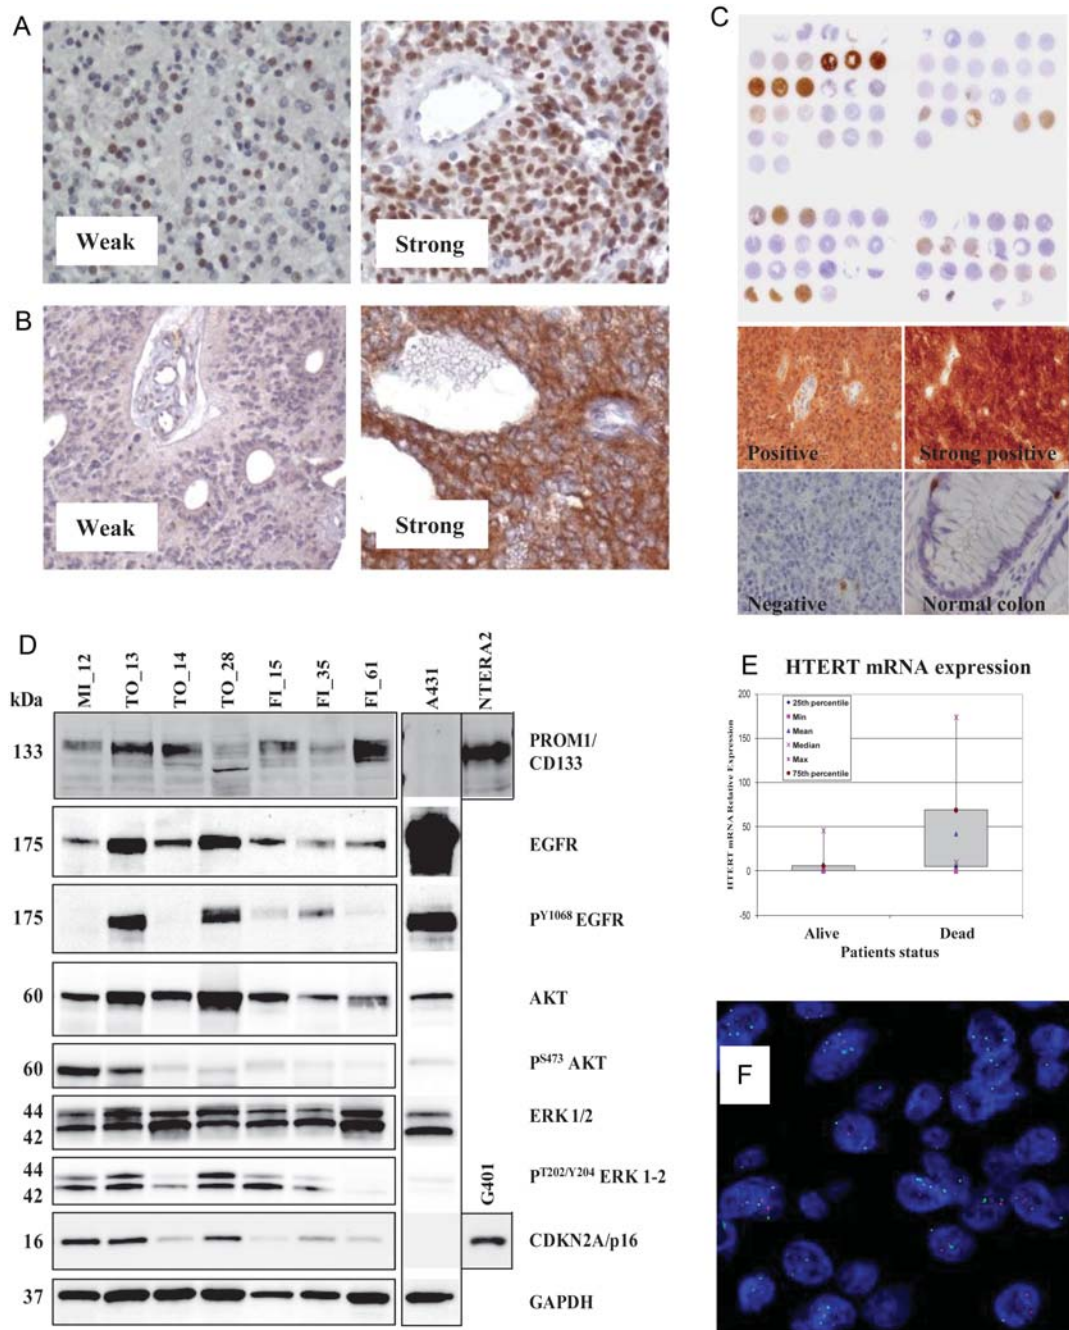 A
Weak
Strong
B
Weak
Strong
C
Positive
Strong positive
Negative
Normal colon
D
kDa
MI_12
TO_13
TO_14
TO_28
FI_15
FI_35
FI_61
A431
NTERA2
133
PROM1/
CD133
175
EGFR
175
P^Y1068 EGFR
60
AKT
60
P^S473 AKT
44
42
ERK 1/2
44
42
P^T202/Y204 ERK 1-2
G401
16
CDKN2A/p16
37
GAPDH
E
HTERT mRNA expression
HTERT mRNA Relative Expression
200
150
100
50
0
-50
25th percentile
Min
Mean
Median
Max
75th percentile
Alive
Dead
Patients status
F